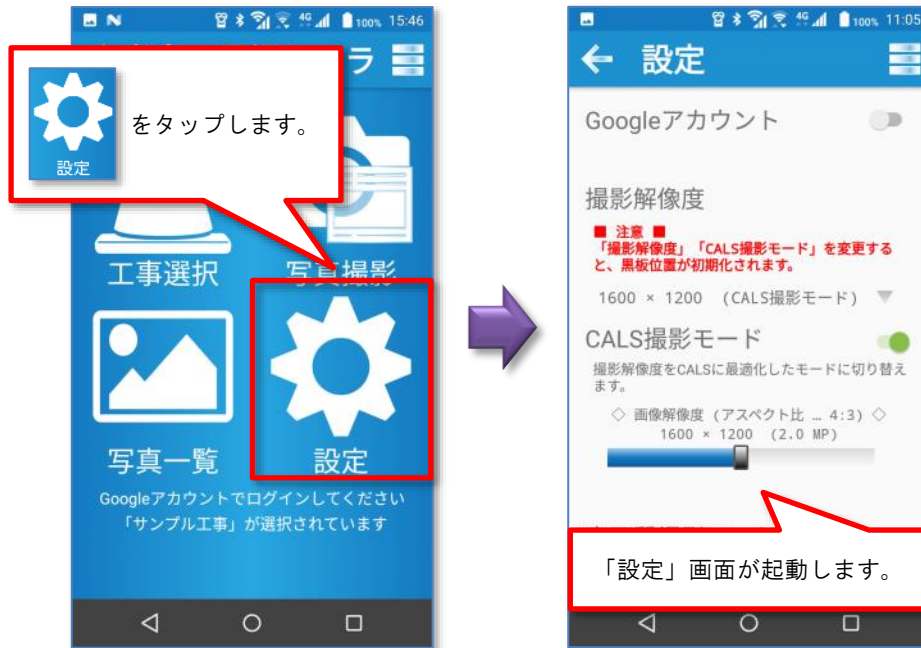 100% 15:46
ラ
設定
をタップします。
工事選択
写真撮影
写真一覧
設定
Googleアカウントでログインしてください
「サンプル工事」が選択されています
4G 100% 11:05
設定
Googleアカウント
撮影解像度
■ 注意 ■
「撮影解像度」「CALS撮影モード」を変更する
と、黒板位置が初期化されます。
1600 × 1200 (CALS撮影モード)
CALS撮影モード
撮影解像度をCALSに最適化したモードに切り替え
ます。
◇ 画像解像度 (アスペクト比 … 4:3) ◇
1600 × 1200 (2.0 MP)
「設定」画面が起動します。